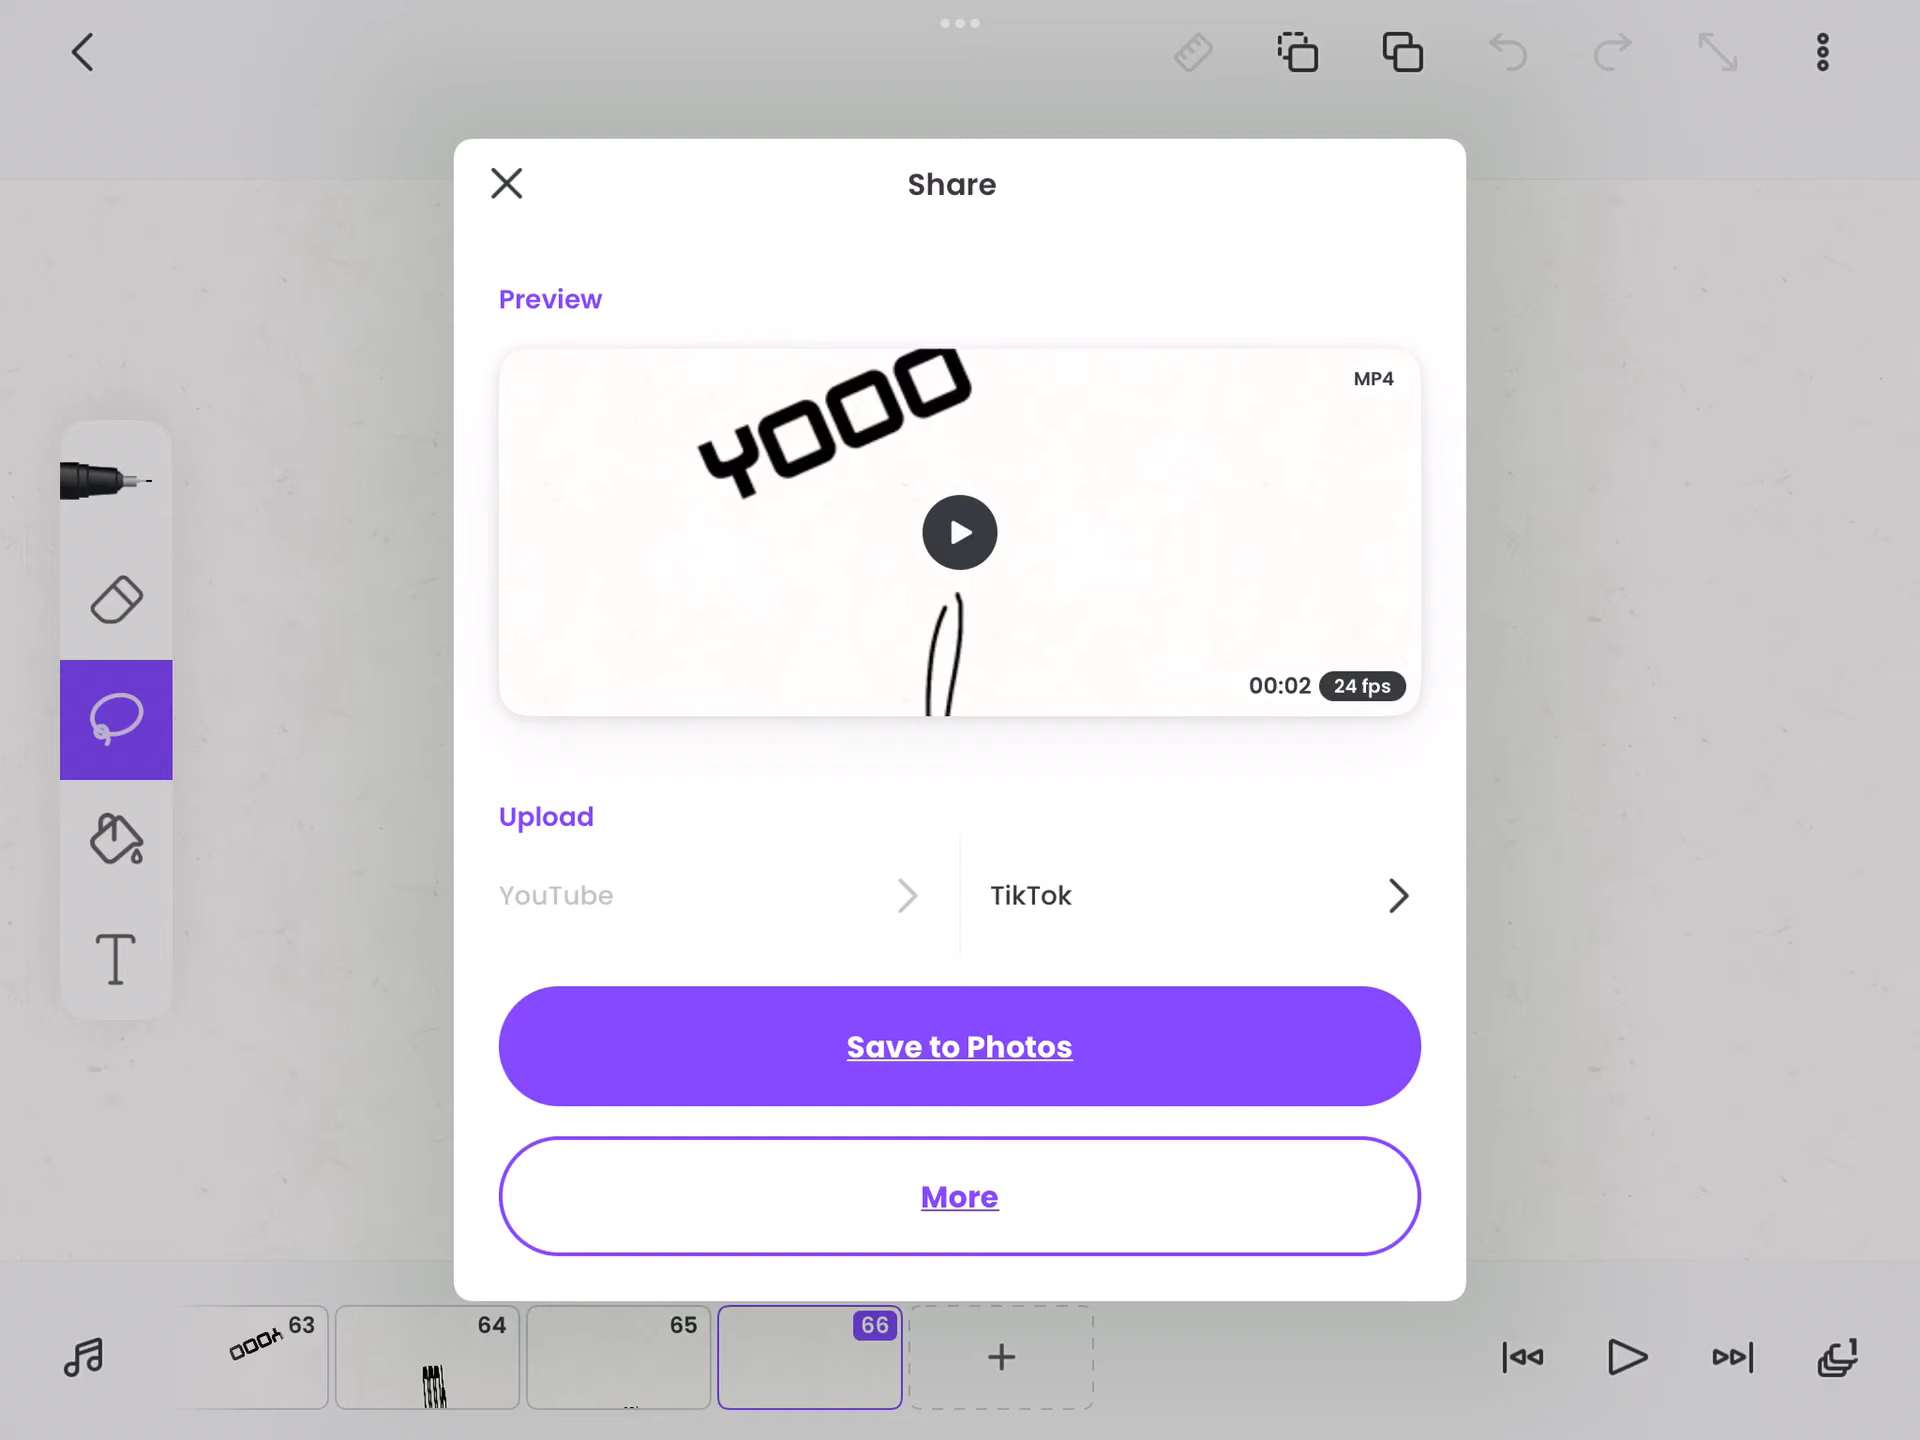 Share
Preview
YOOO
MP4
00:02 24 fps
Upload
YouTube
TikTok
Save to Photos
More
63
64
65
66
T